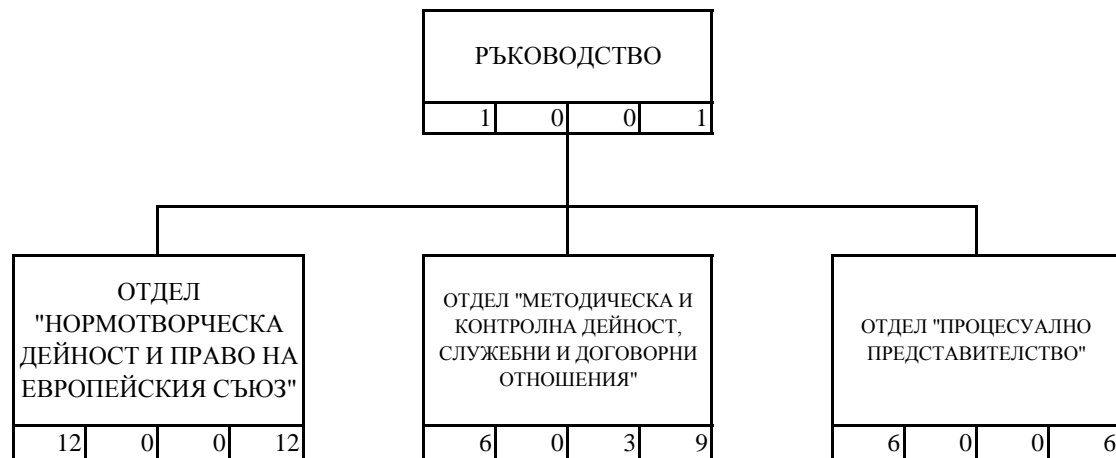 РЪКОВОДСТВО
1 0 0 1
ОТДЕЛ
"НОРМОТВОРЧЕСКА
ДЕЙНОСТ И ПРАВО НА
ЕВРОПЕЙСКИЯ СЪЮЗ"
12 0 0 12
ОТДЕЛ "МЕТОДИЧЕСКА И
КОНТРОЛНА ДЕЙНОСТ,
СЛУЖЕБНИ И ДОГОВОРНИ
ОТНОШЕНИЯ"
6 0 3 9
ОТДЕЛ "ПРОЦЕСУАЛНО
ПРЕДСТАВИТЕЛСТВО"
6 0 0 6